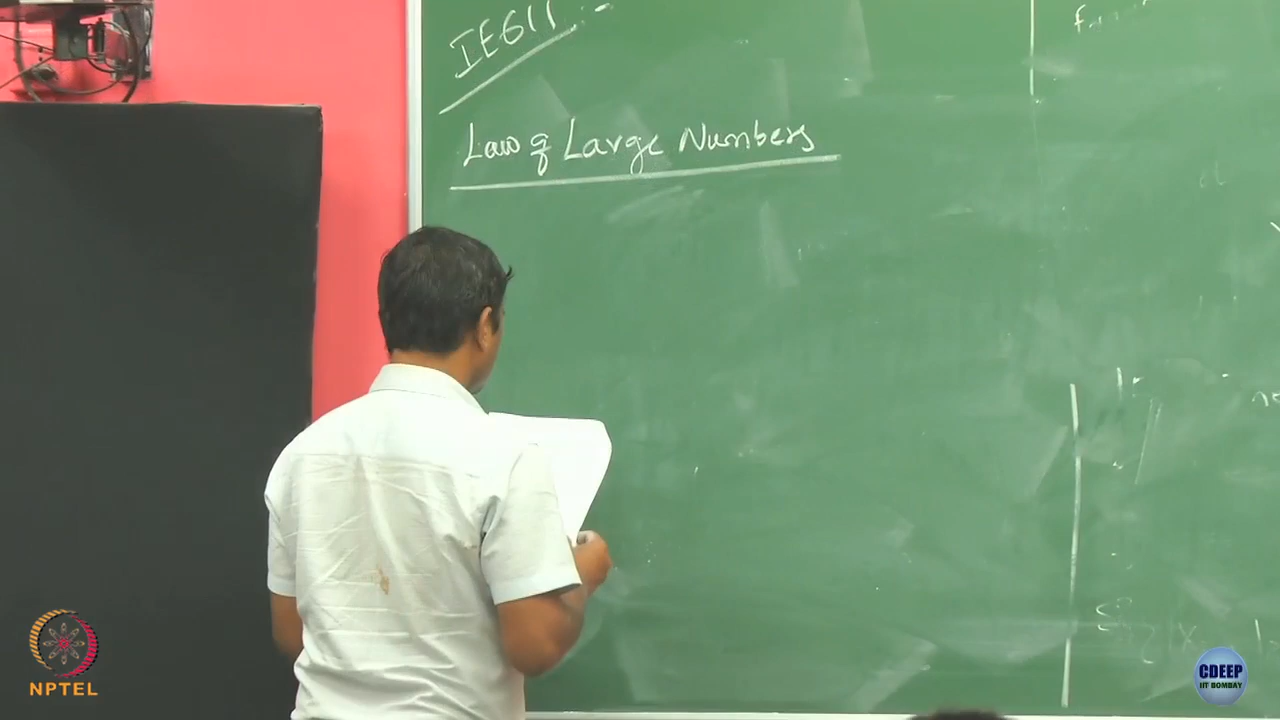 IE611:-
Law of Large Numbers
NPTEL
CDEEP
IIT BOMBAY